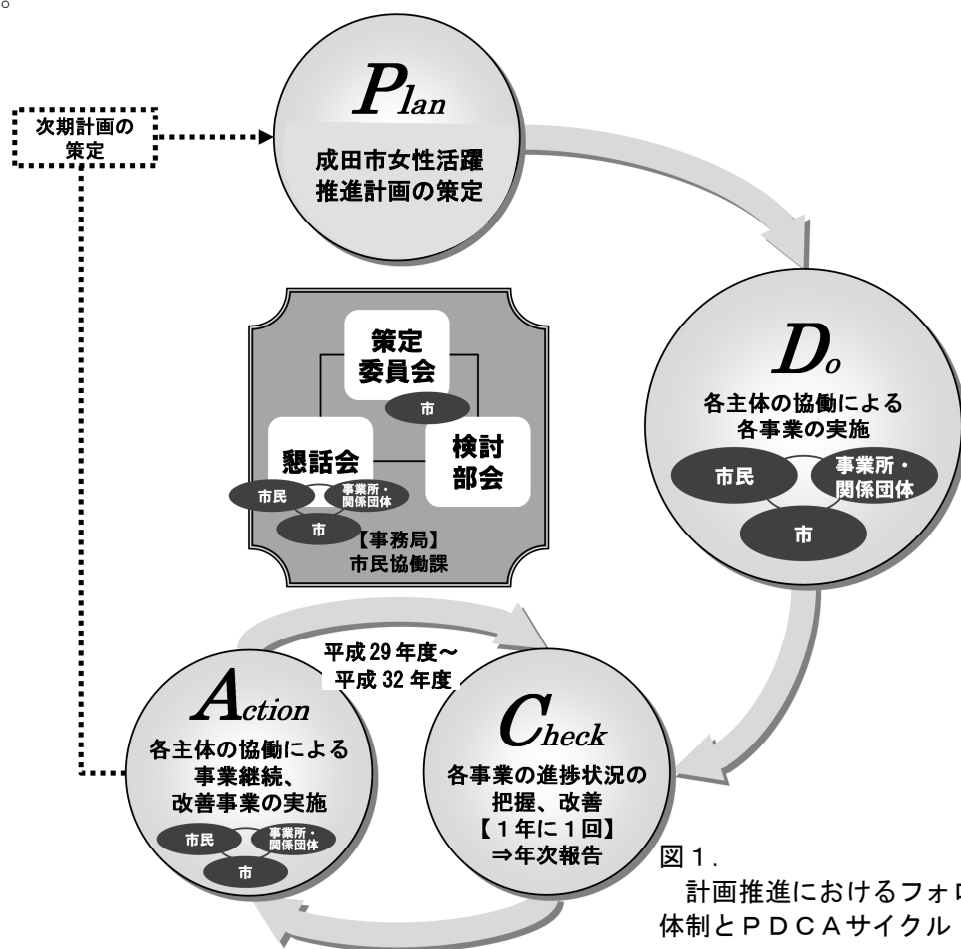 。
Plan
成田市女性活躍
推進計画の策定
次期計画の
策定
Do
各主体の協働による
各事業の実施
市民
事業所・
関係団体
市
策定
委員会
市
懇話会
市民
事業所・
関係団体
市
検討
部会
【事務局】
市民協働課
平成29年度～
平成32年度
Action
各主体の協働による
事業継続、
改善事業の実施
市民
事業所・
関係団体
市
Check
各事業の進捗状況の
把握、改善
【１年に１回】
⇒年次報告
図１．
計画推進におけるフォロ
体制とＰＤＣＡサイクル